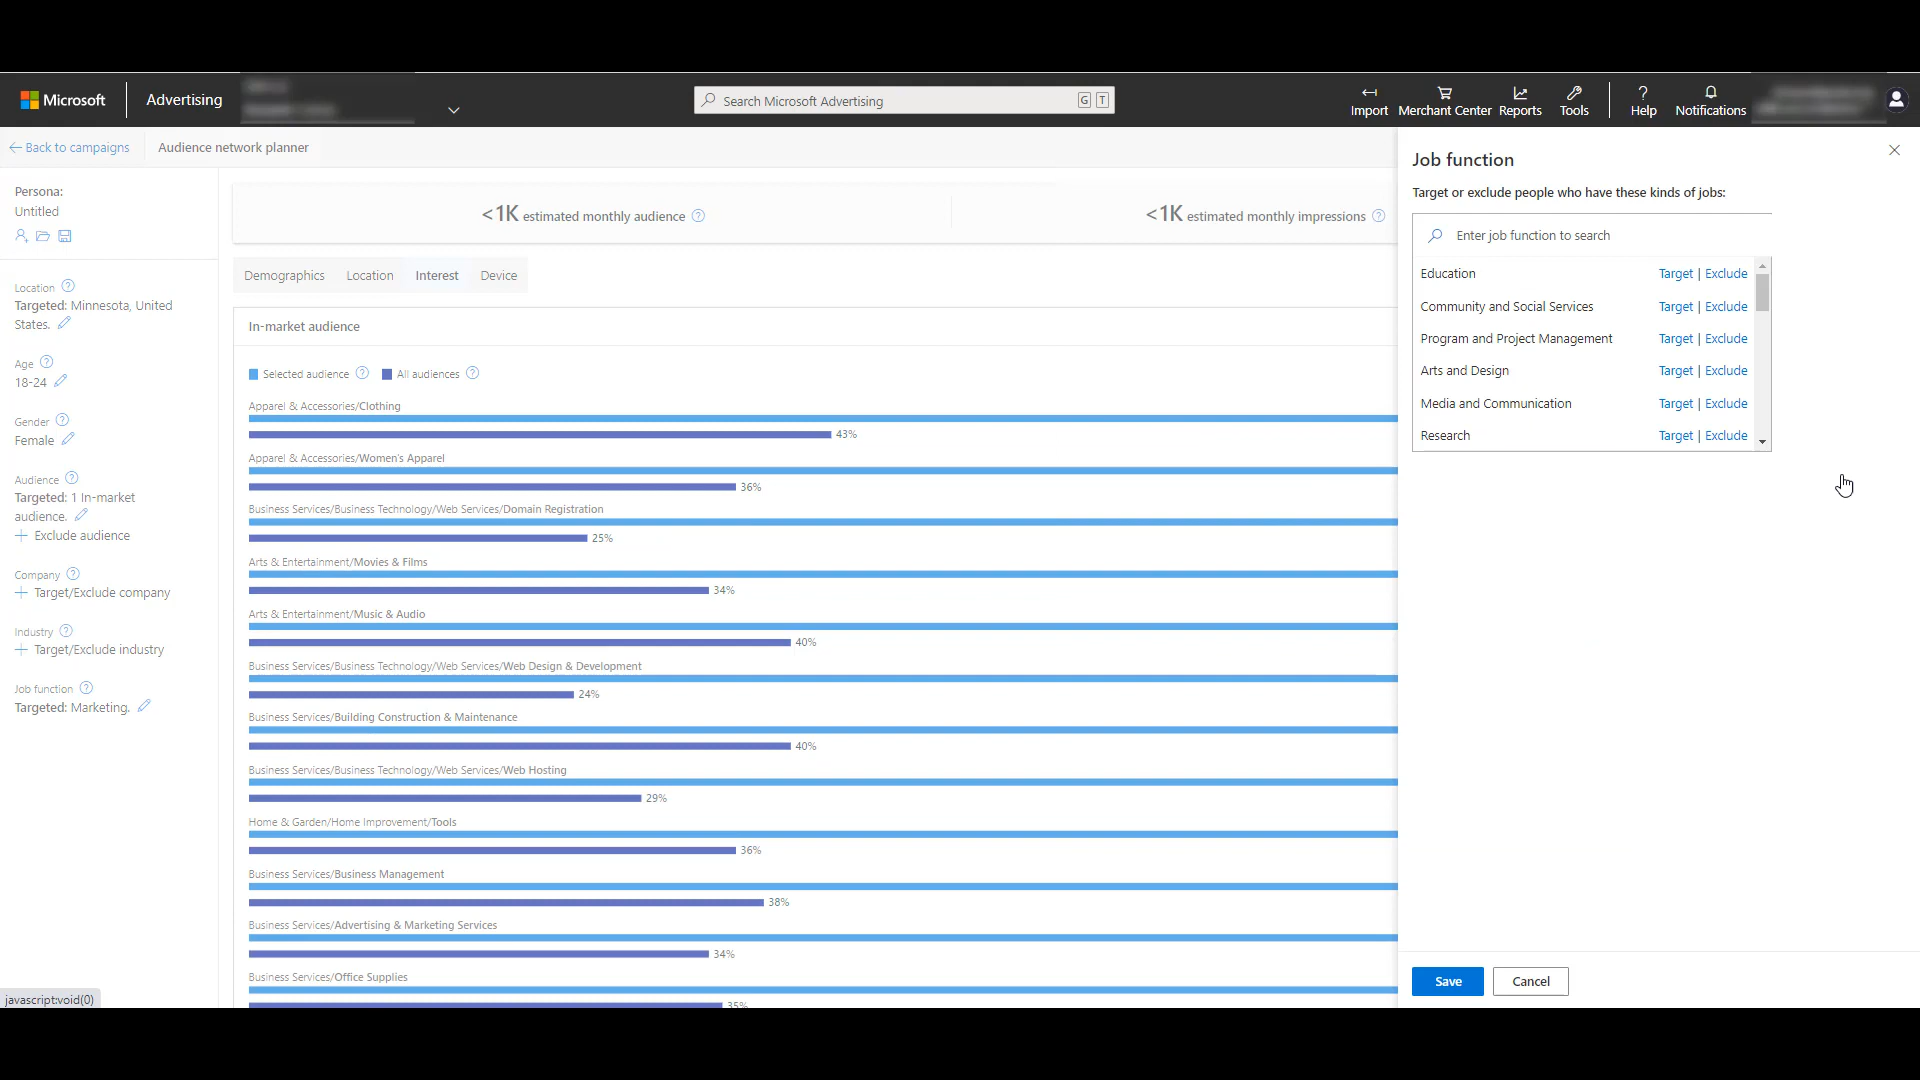 Microsoft
Advertising
Search Microsoft Advertising
G T
Import
Merchant Center
Reports
Tools
?
Help
Notifications
Back to campaigns
Audience network planner
Persona:
Untitled
Location ?
Targeted: Minnesota, United
States.
Age ?
18-24
Gender ?
Female
Audience ?
Targeted: 1 In-market
audience.
+ Exclude audience
Company ?
+ Target/Exclude company
Industry ?
+ Target/Exclude industry
Job function ?
Targeted: Marketing.
javascript:void(0)
<1K estimated monthly audience ?
<1K estimated monthly impressions ?
Demographics
Location
Interest
Device
In-market audience
Selected audience ?
All audiences ?
Apparel & Accessories/Clothing
43%
Apparel & Accessories/Women's Apparel
36%
Business Services/Business Technology/Web Services/Domain Registration
25%
Arts & Entertainment/Movies & Films
34%
Arts & Entertainment/Music & Audio
40%
Business Services/Business Technology/Web Services/Web Design & Development
24%
Business Services/Building Construction & Maintenance
40%
Business Services/Business Technology/Web Services/Web Hosting
29%
Home & Garden/Home Improvement/Tools
36%
Business Services/Business Management
38%
Business Services/Advertising & Marketing Services
34%
Business Services/Office Supplies
35%
Job function
Target or exclude people who have these kinds of jobs:
Enter job function to search
Education Target | Exclude
Community and Social Services Target | Exclude
Program and Project Management Target | Exclude
Arts and Design Target | Exclude
Media and Communication Target | Exclude
Research Target | Exclude
Save
Cancel